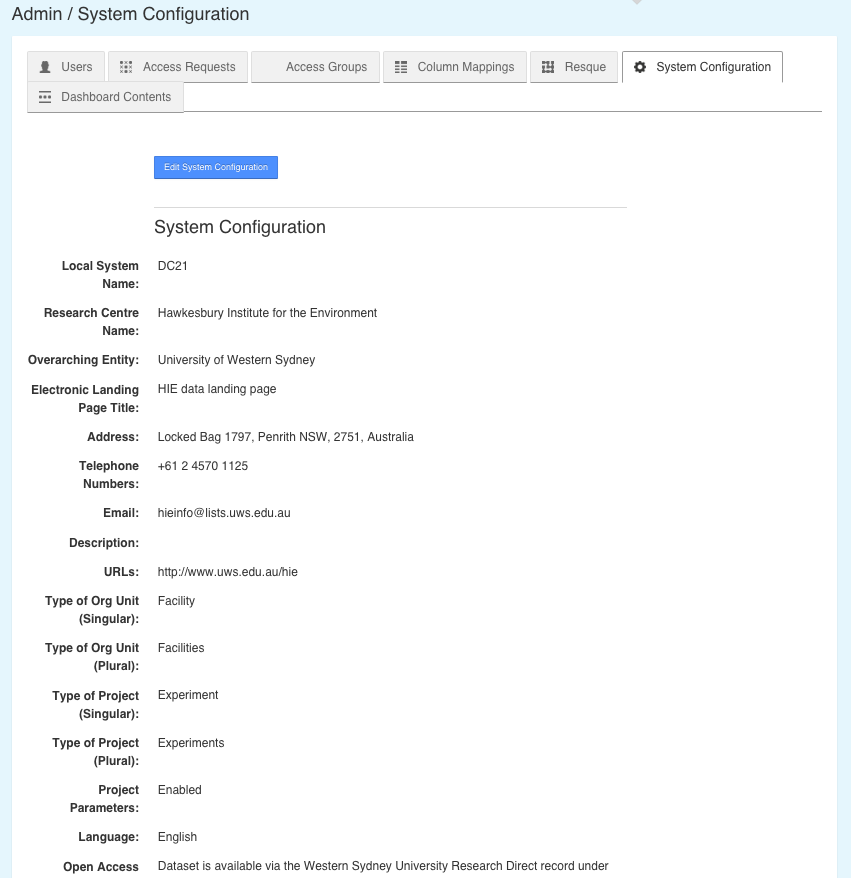 Admin / System Configuration
Users
Access Requests
Access Groups
Column Mappings
Resque
System Configuration
Dashboard Contents
Edit System Configuration
System Configuration
Local System Name: DC21
Research Centre Name: Hawkesbury Institute for the Environment
Overarching Entity: University of Western Sydney
Electronic Landing Page Title: HIE data landing page
Address: Locked Bag 1797, Penrith NSW, 2751, Australia
Telephone Numbers: +61 2 4570 1125
Email: hieinfo@lists.uws.edu.au
Description:
URLs: http://www.uws.edu.au/hie
Type of Org Unit (Singular): Facility
Type of Org Unit (Plural): Facilities
Type of Project (Singular): Experiment
Type of Project (Plural): Experiments
Project Parameters: Enabled
Language: English
Open Access Dataset is available via the Western Sydney University Research Direct record under